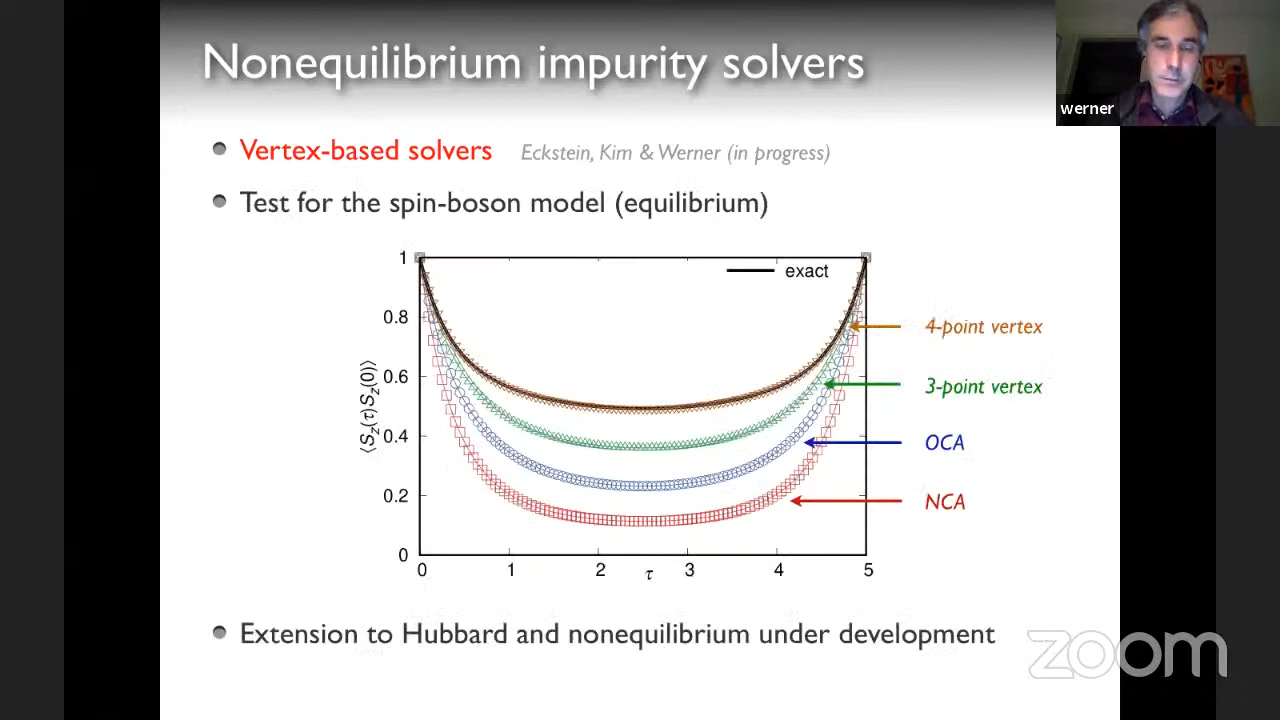 Nonequilibrium impurity solvers
werner
Vertex-based solvers Eckstein, Kim & Werner (in progress)
Test for the spin-boson model (equilibrium)
1
exact
0.8
4-point vertex
0.6
3-point vertex
⟨S_z(τ)S_z(0)⟩
0.4
OCA
0.2
NCA
0
0 1 2 τ 3 4 5
Extension to Hubbard and nonequilibrium under development
zoom